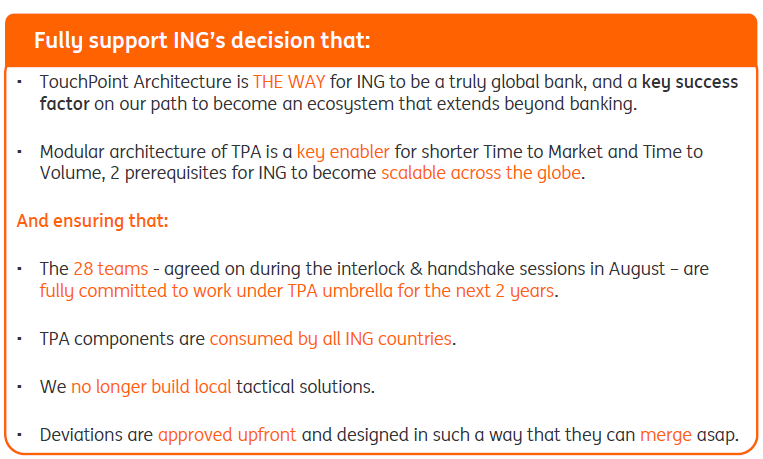 Fully support ING's decision that:
▪ TouchPoint Architecture is THE WAY for ING to be a truly global bank, and a key success
factor on our path to become an ecosystem that extends beyond banking.
▪ Modular architecture of TPA is a key enabler for shorter Time to Market and Time to
Volume, 2 prerequisites for ING to become scalable across the globe.
And ensuring that:
▪ The 28 teams - agreed on during the interlock & handshake sessions in August – are
fully committed to work under TPA umbrella for the next 2 years.
▪ TPA components are consumed by all ING countries.
▪ We no longer build local tactical solutions.
▪ Deviations are approved upfront and designed in such a way that they can merge asap.